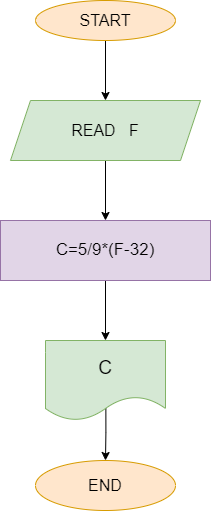 START
READ F
C=5/9*(F-32)
C
END